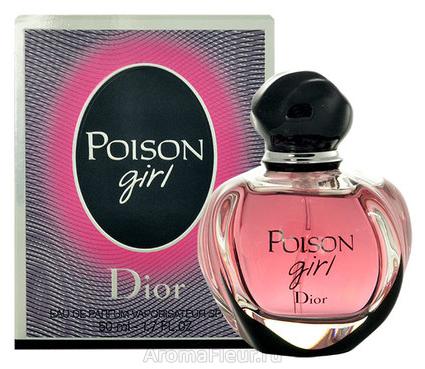 POISON
girl
Dior
EAU DE PARFUM VAPORISATEUR SP
50 ml - 1.7 FL.OZ
POISON
girl
Dior
AromaFleur.ru